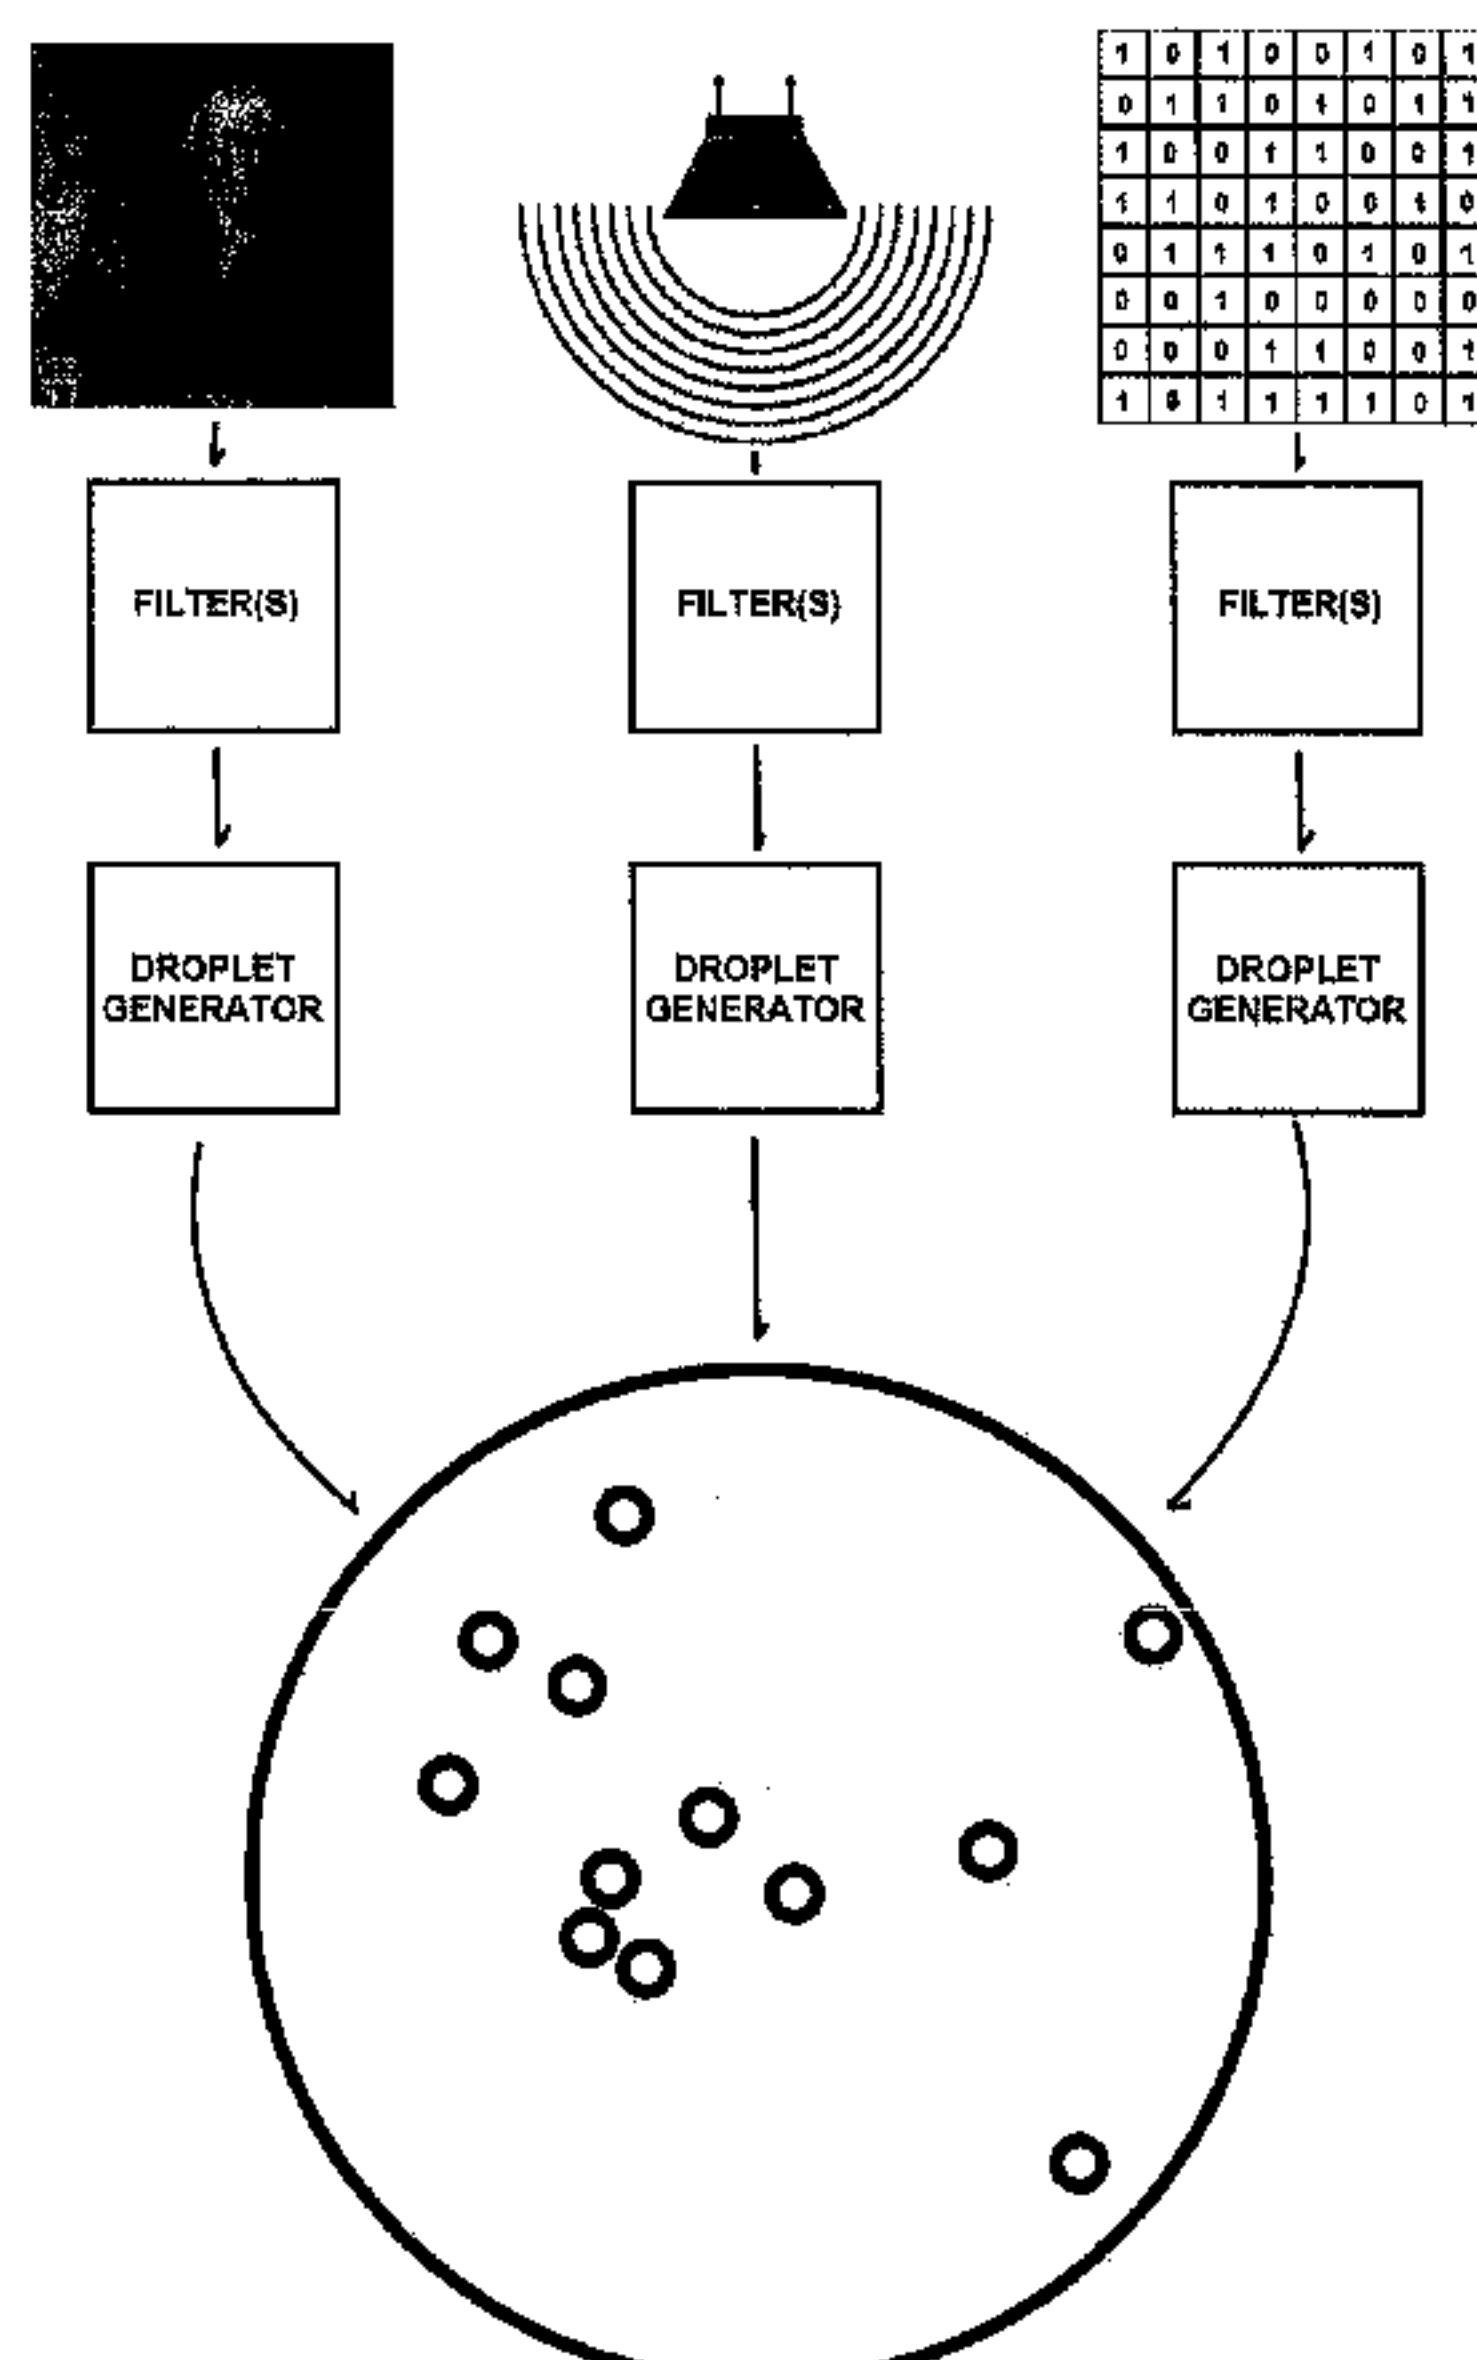 1 0 1 0 0 1 0 1
0 1 1 0 1 0 1 1
1 0 0 1 1 0 0 1
1 1 0 1 0 0 1 0
0 1 1 1 0 1 0 1
0 0 1 0 0 0 0 0
0 0 0 1 1 0 0 1
1 0 1 1 1 1 0 1
FILTER(S) FILTER(S) FILTER(S)
DROPLET DROPLET DROPLET
GENERATOR GENERATOR GENERATOR